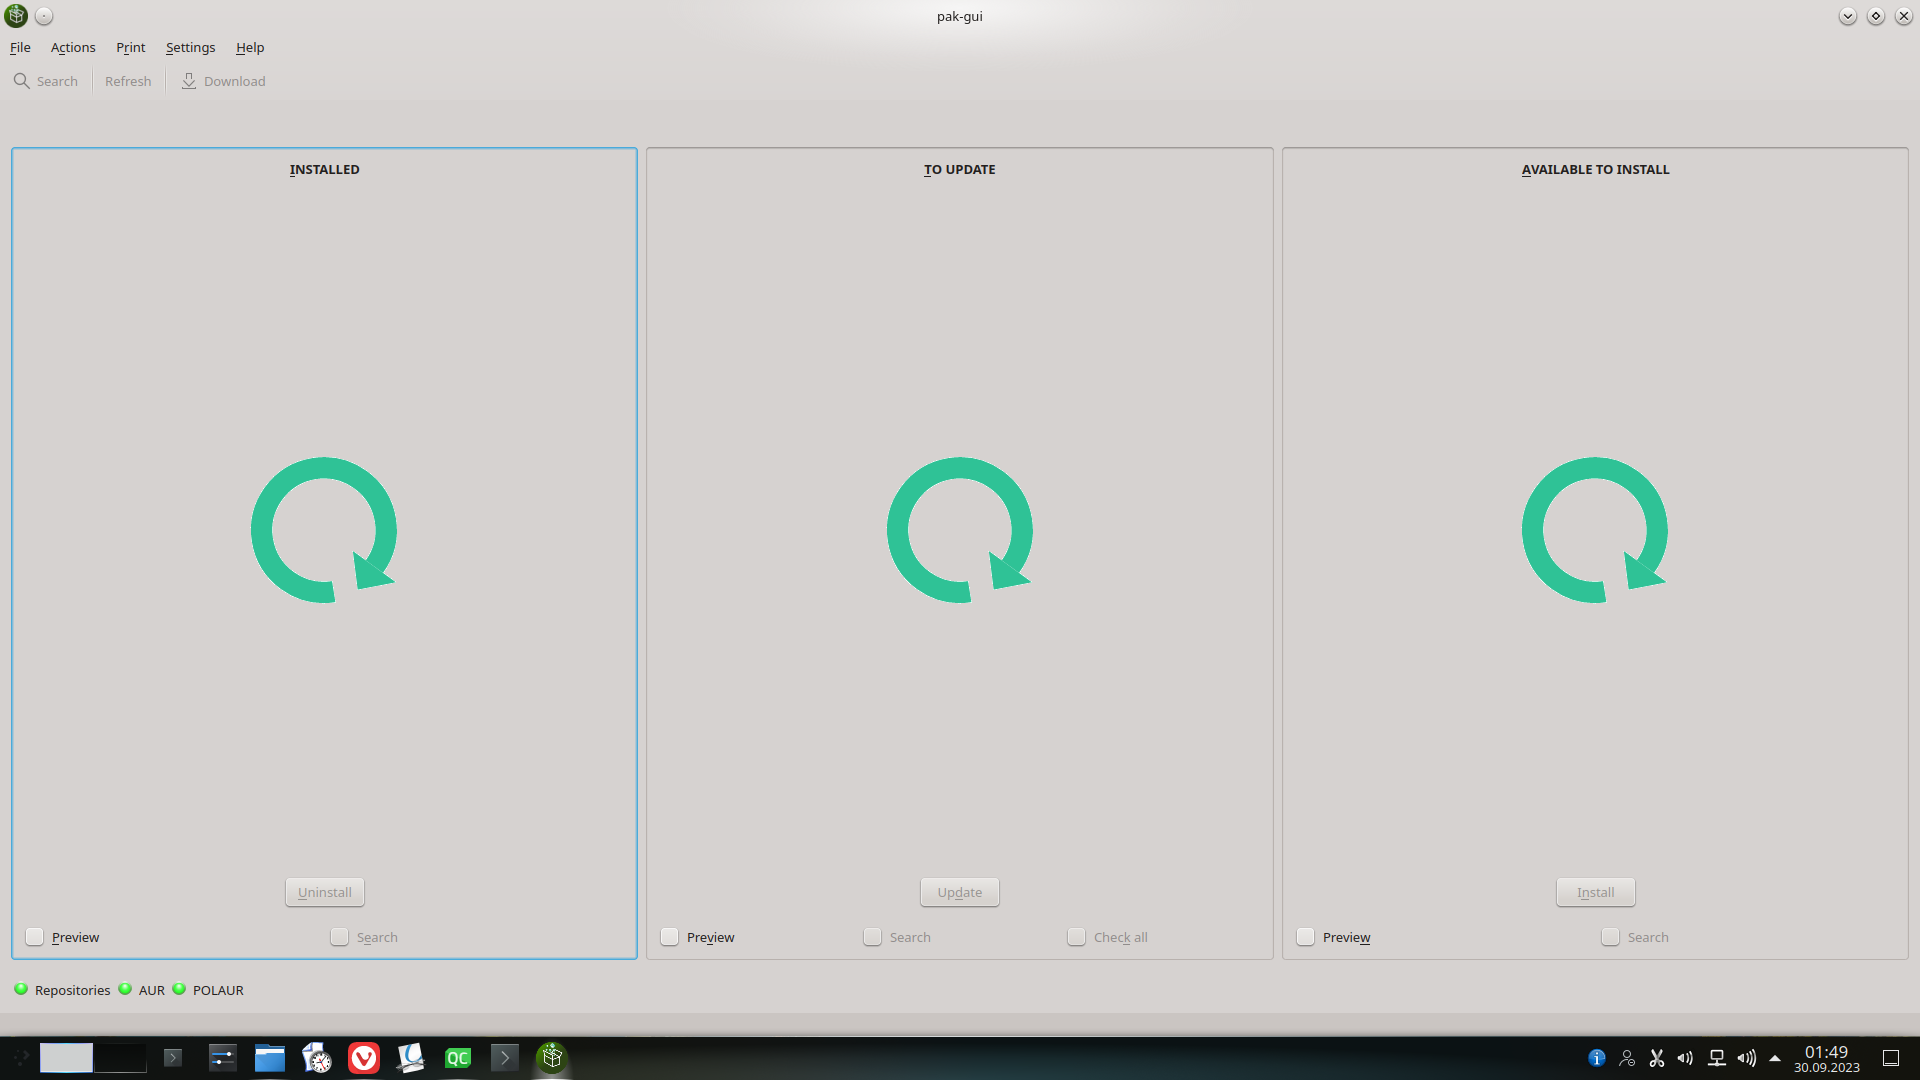 pak-gui
File Actions Print Settings Help
Search Refresh Download
INSTALLED TO UPDATE AVAILABLE TO INSTALL
Uninstall Update Install
Preview Search Preview Search Check all Preview Search
Repositories AUR POLAUR
QC
01:49
30.09.2023